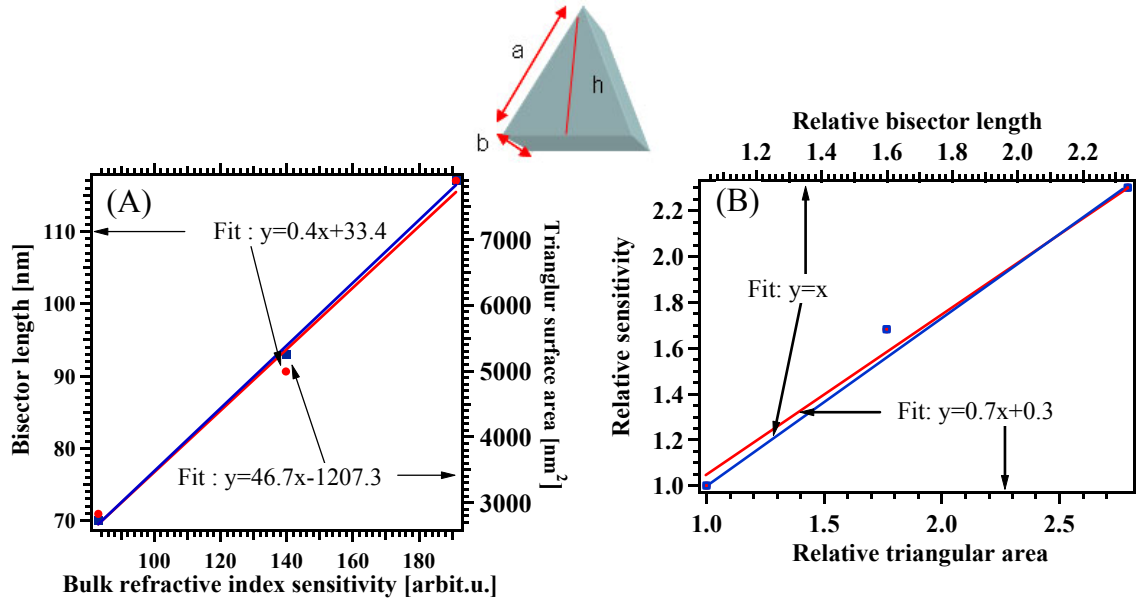 a
h
b
(A)
Fit : y=0.4x+33.4
Fit : y=46.7x-1207.3
Bisector length [nm]
110
100
90
80
70
100
120
140
160
180
Bulk refractive index sensitivity [arbit.u.]
7000
6000
5000
4000
3000
Trianglur surface area [nm²]
Relative bisector length
1.2
1.4
1.6
1.8
2.0
2.2
(B)
Fit: y=x
Fit: y=0.7x+0.3
Relative sensitivity
2.2
2.0
1.8
1.6
1.4
1.2
1.0
1.0
1.5
2.0
2.5
Relative triangular area